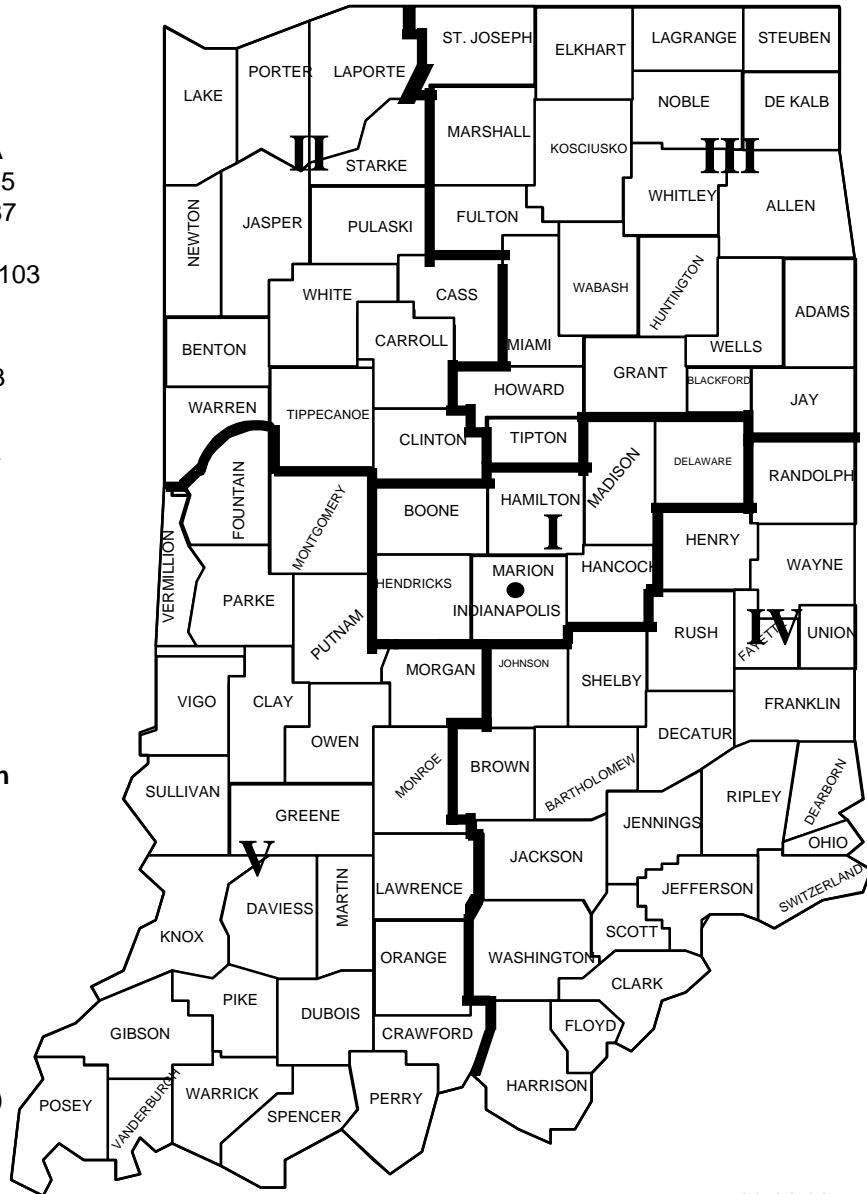 ST. JOSEPH
ELKHART
LAGRANGE
STEUBEN
LAKE
PORTER
LAPORTE
NOBLE
DE KALB
MARSHALL
KOSCIUSKO
II
III
STARKE
WHITLEY
ALLEN
5
37
NEWTON
JASPER
PULASKI
FULTON
103
WHITE
CASS
WABASH
HUNTINGTON
ADAMS
CARROLL
MIAMI
WELLS
BENTON
GRANT
BLACKFORD
HOWARD
JAY
WARREN
TIPPECANOE
CLINTON
TIPTON
MADISON
DELAWARE
RANDOLPH
FOUNTAIN
MONTGOMERY
BOONE
HAMILTON
I
HENRY
VERMILLION
PARKE
HENDRICKS
MARION
HANCOCK
WAYNE
INDIANAPOLIS
PUTNAM
RUSH
FAYETTE
IV
UNION
MORGAN
JOHNSON
SHELBY
VIGO
CLAY
FRANKLIN
OWEN
DECATUR
MONROE
BROWN
BARTHOLOMEW
SULLIVAN
RIPLEY
DEARBORN
GREENE
JENNINGS
OHIO
V
JACKSON
MARTIN
LAWRENCE
JEFFERSON
SWITZERLAND
DAVIESS
KNOX
SCOTT
ORANGE
WASHINGTON
CLARK
PIKE
DUBOIS
GIBSON
CRAWFORD
FLOYD
HARRISON
POSEY
VANDERBURGH
WARRICK
SPENCER
PERRY